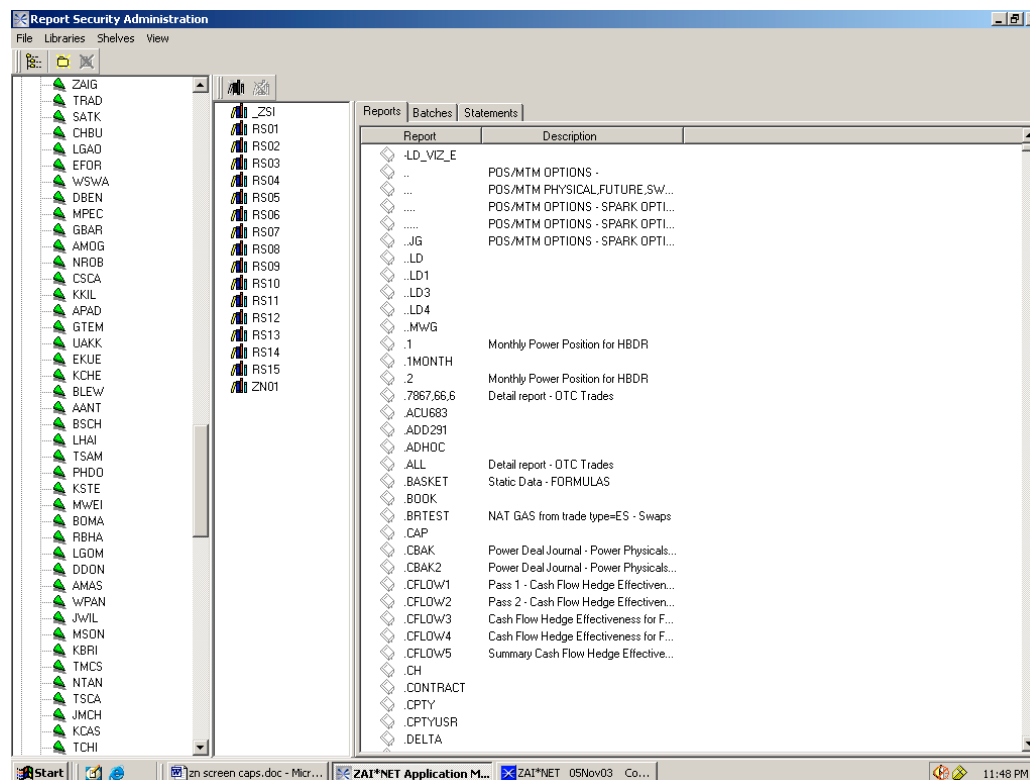 Report Security Administration
File Libraries Shelves View
ZAIG
TRAD
SATK
CHBU
LGAO
EFOR
WSWA
DBEN
MPEC
GBAR
AMOG
NROB
CSCA
KKIL
APAD
GTEM
UAKK
EKUE
KCHE
BLEW
AANT
BSCH
LHAI
TSAM
PHDO
KSTE
MWEI
BOMA
RBHA
LGOM
DDON
AMAS
WPAN
JWIL
MSON
KBRI
TMCS
NTAN
TSCA
JMCH
KCAS
TCHI
_ZSI
RS01
RS02
RS03
RS04
RS05
RS06
RS07
RS08
RS09
RS10
RS11
RS12
RS13
RS14
RS15
ZN01
Reports Batches Statements
Report Description
-LD_VIZ_E
.. POS/MTM OPTIONS -
... POS/MTM PHYSICAL,FUTURE,SW...
.... POS/MTM OPTIONS - SPARK OPTI...
..... POS/MTM OPTIONS - SPARK OPTI...
..JG POS/MTM OPTIONS - SPARK OPTI...
..LD
..LD1
..LD3
..LD4
..MWG
.1 Monthly Power Position for HBDR
.1MONTH
.2 Monthly Power Position for HBDR
.7867,66,6 Detail report - OTC Trades
.ACU683
.ADD291
.ADHOC
.ALL Detail report - OTC Trades
.BASKET Static Data - FORMULAS
.BOOK
.BRTEST NAT GAS from trade type=ES - Swaps
.CAP
.CBAK Power Deal Journal - Power Physicals...
.CBAK2 Power Deal Journal - Power Physicals...
.CFLOW1 Pass 1 - Cash Flow Hedge Effectiven...
.CFLOW2 Pass 2 - Cash Flow Hedge Effectiven...
.CFLOW3 Cash Flow Hedge Effectiveness for F...
.CFLOW4 Cash Flow Hedge Effectiveness for F...
.CFLOW5 Summary Cash Flow Hedge Effective...
.CH
.CONTRACT
.CPTY
.CPTYUSR
.DELTA
Start zn screen caps.doc - Micr... ZAI*NET Application M... ZAI*NET 05Nov03 Co... 11:48 PM